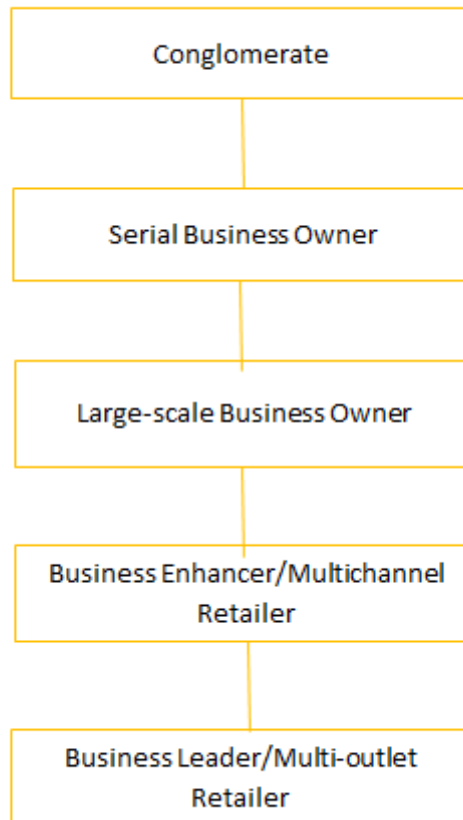 Conglomerate
Serial Business Owner
Large-scale Business Owner
Business Enhancer/Multichannel
Retailer
Business Leader/Multi-outlet
Retailer